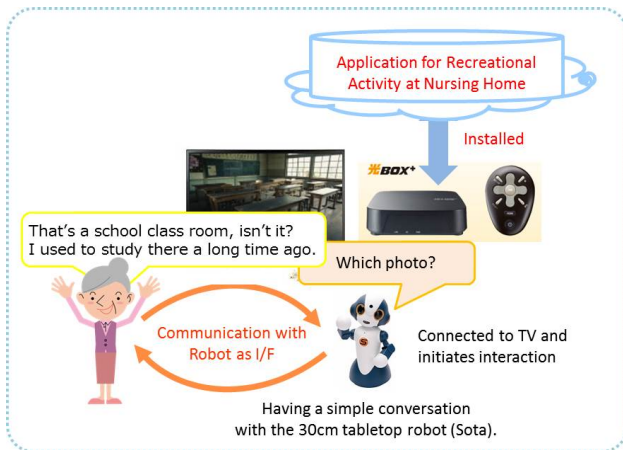 Application for Recreational
Activity at Nursing Home
Installed
光BOX+
That's a school class room, isn't it?
I used to study there a long time ago.
Which photo?
Communication with
Robot as I/F
Connected to TV and
initiates interaction
Having a simple conversation
with the 30cm tabletop robot (Sota).